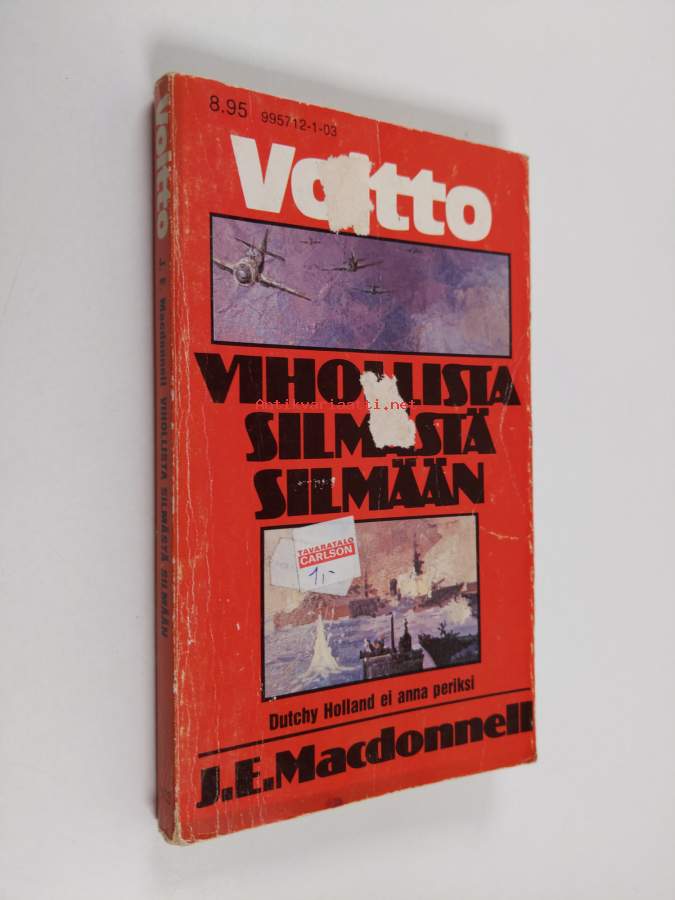 8.95 995712-1-03
Voitto
VIHOLLISTA
SILMÄSTÄ
SILMÄÄN
Antikvariaatti.net
TAVARATALO
CARLSON
1,-
Dutchy Holland ei anna periksi
J.E.Macdonnell
Voitto J. E. Macdonnell VIHOLLISTA SILMÄSTÄ SILMÄÄN